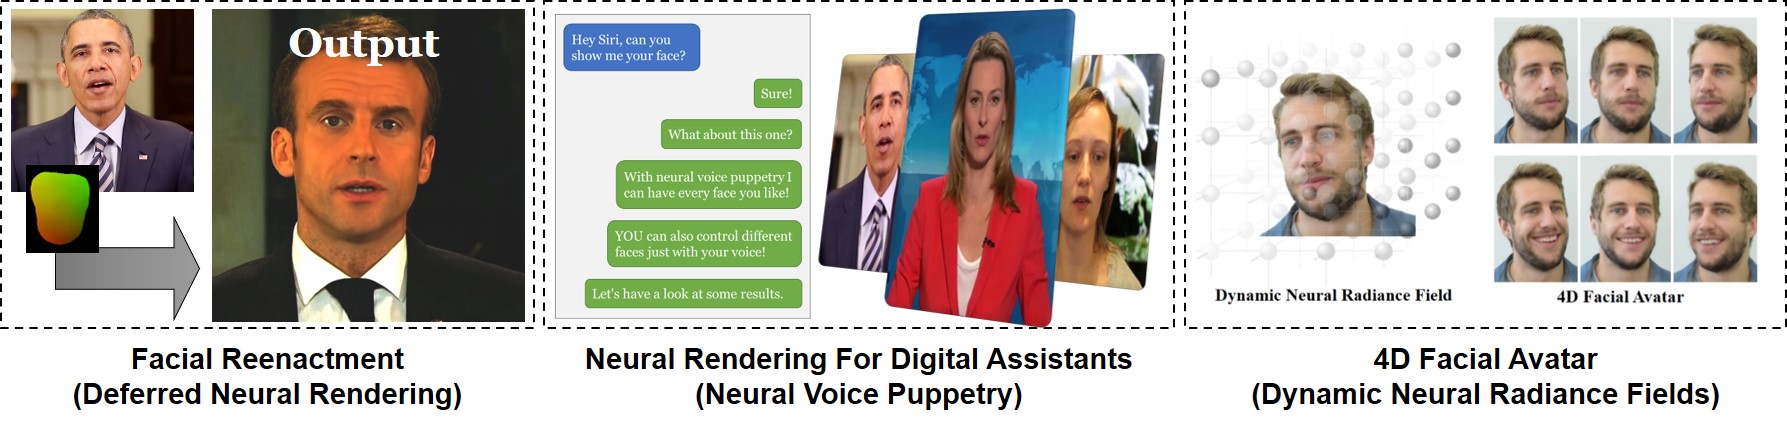 Output
Hey Siri, can you
show me your face?
Sure!
What about this one?
With neural voice puppetry I
can have every face you like!
YOU can also control different
faces just with your voice!
Let's have a look at some results.
Dynamic Neural Radiance Field
4D Facial Avatar
Facial Reenactment
(Deferred Neural Rendering)
Neural Rendering For Digital Assistants
(Neural Voice Puppetry)
4D Facial Avatar
(Dynamic Neural Radiance Fields)